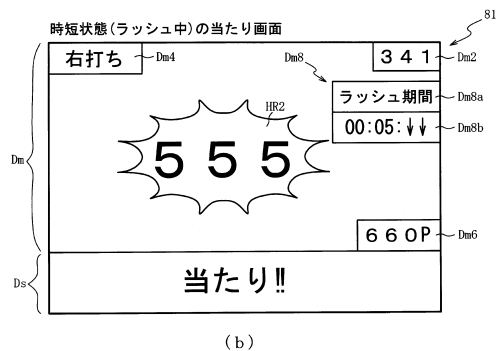 時短状態(ラッシュ中)の当たり画面
81
右打ち
Dm4
341
Dm2
Dm8
ラッシュ期間
Dm8a
00:05:↓↓
Dm8b
HR2
555
Dm
660P
Dm6
Ds
当たり!!
(b)